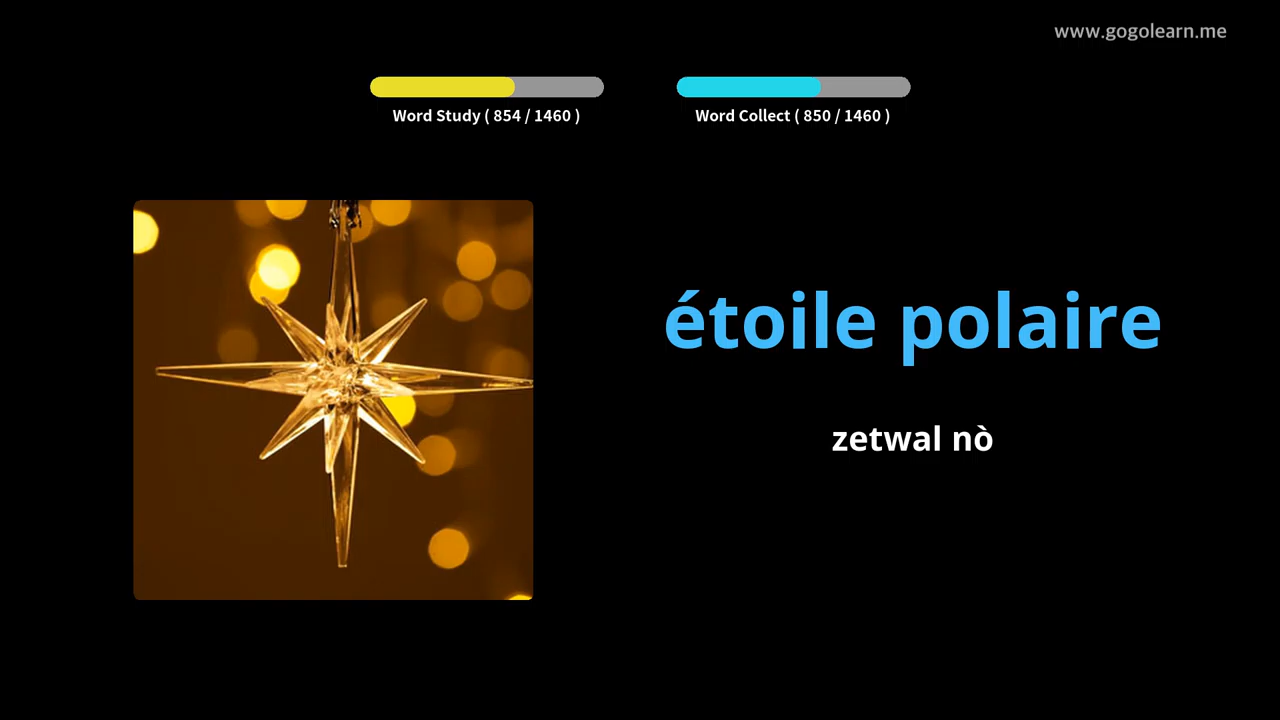 www.gogolearn.me
Word Study ( 854 / 1460 )
Word Collect ( 850 / 1460 )
étoile polaire
zetwal nò